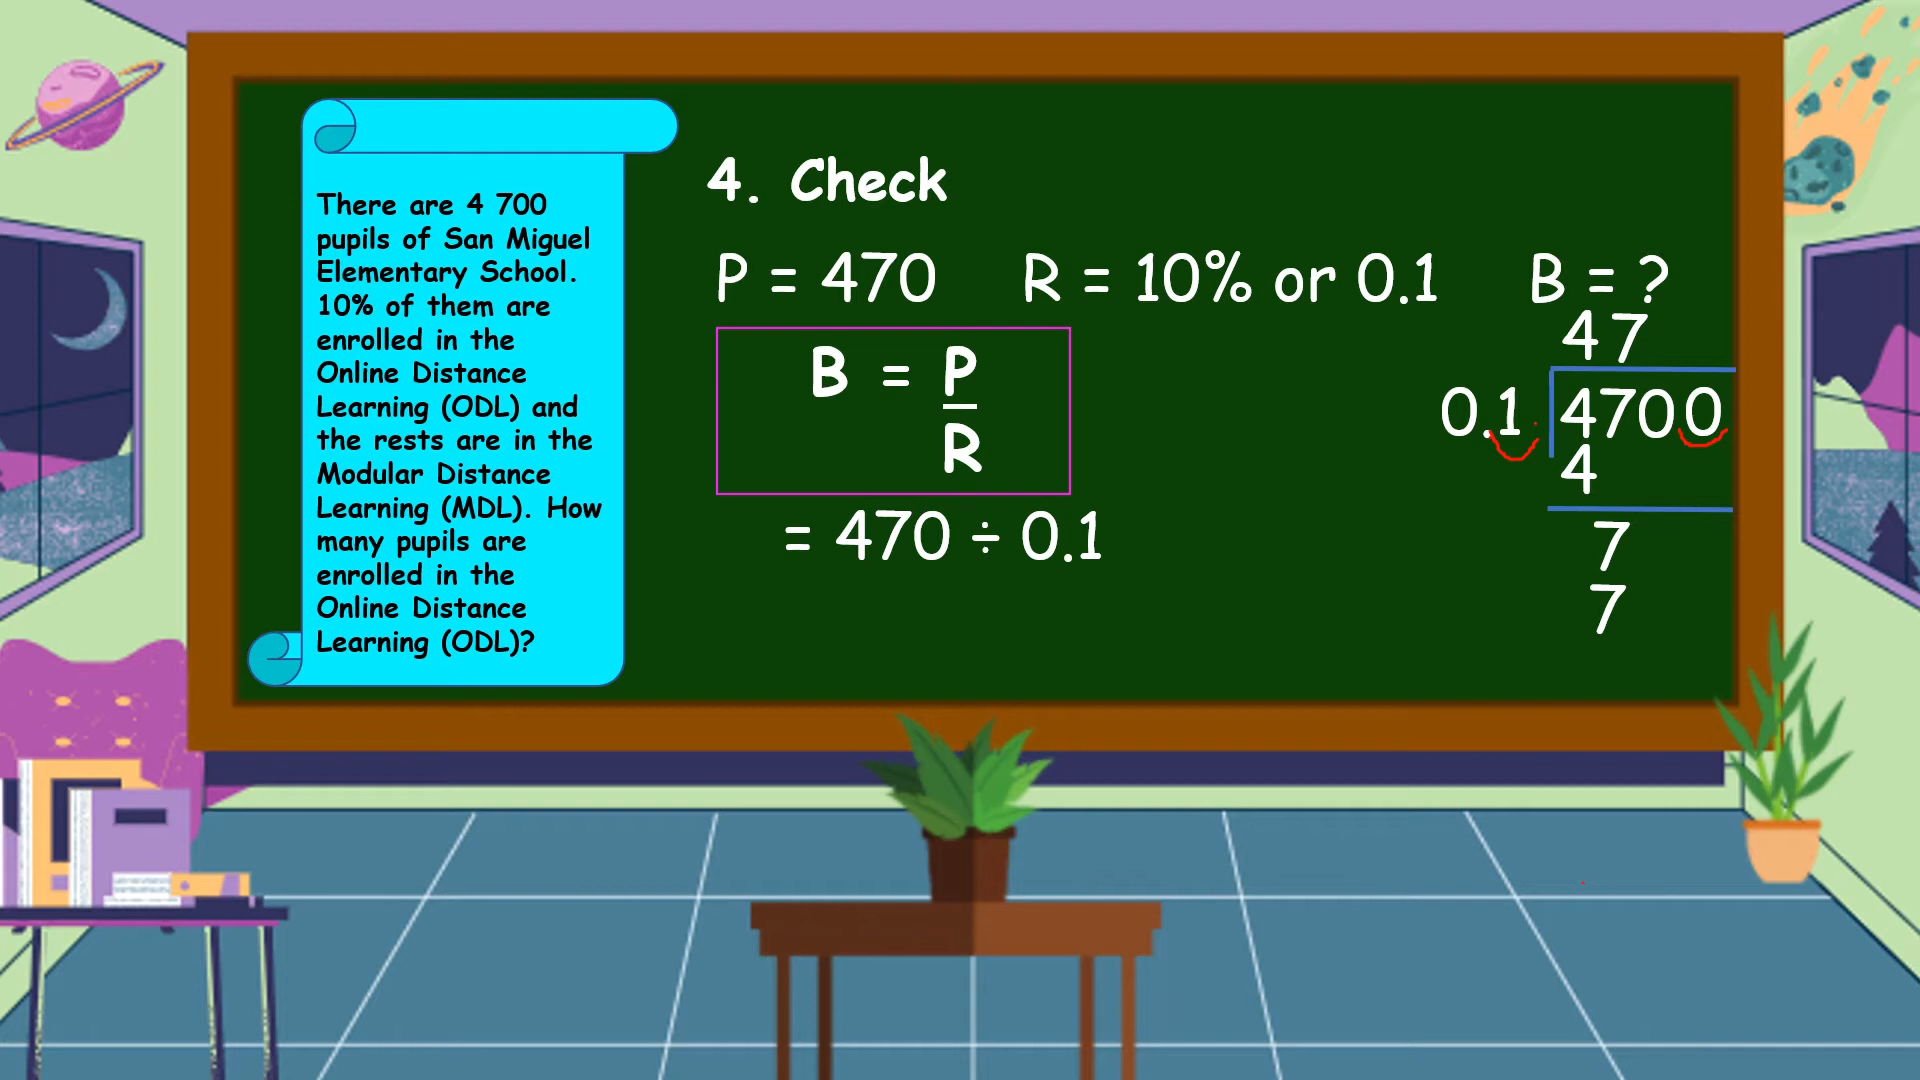 There are 4 700
pupils of San Miguel
Elementary School.
10% of them are
enrolled in the
Online Distance
Learning (ODL) and
the rests are in the
Modular Distance
Learning (MDL). How
many pupils are
enrolled in the
Online Distance
Learning (ODL)?
4. Check
P = 470 R = 10% or 0.1 B = ?
B = P
R
= 470 ÷ 0.1
47
0.1 4700
4
7
7